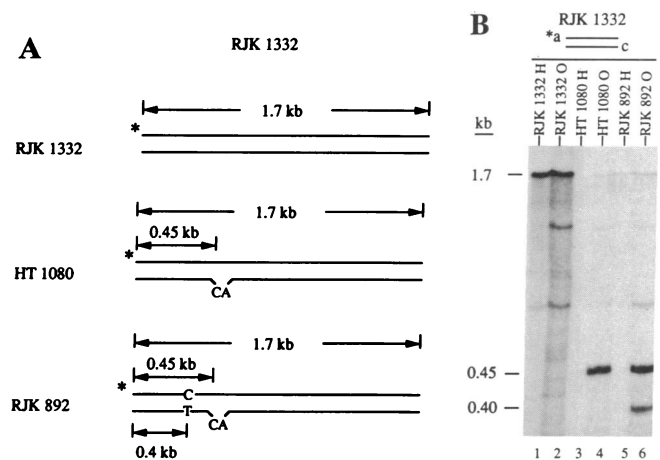 A
RJK 1332
1.7 kb
*
RJK 1332
1.7 kb
0.45 kb
*
HT 1080
CA
1.7 kb
0.45 kb
*
C
RJK 892
T
CA
0.4 kb
B
RJK 1332
*a
c
RJK 1332 H
RJK 1332 O
HT 1080 H
HT 1080 O
RJK 892 H
RJK 892 O
kb
1.7
0.45
0.40
1 2 3 4 5 6